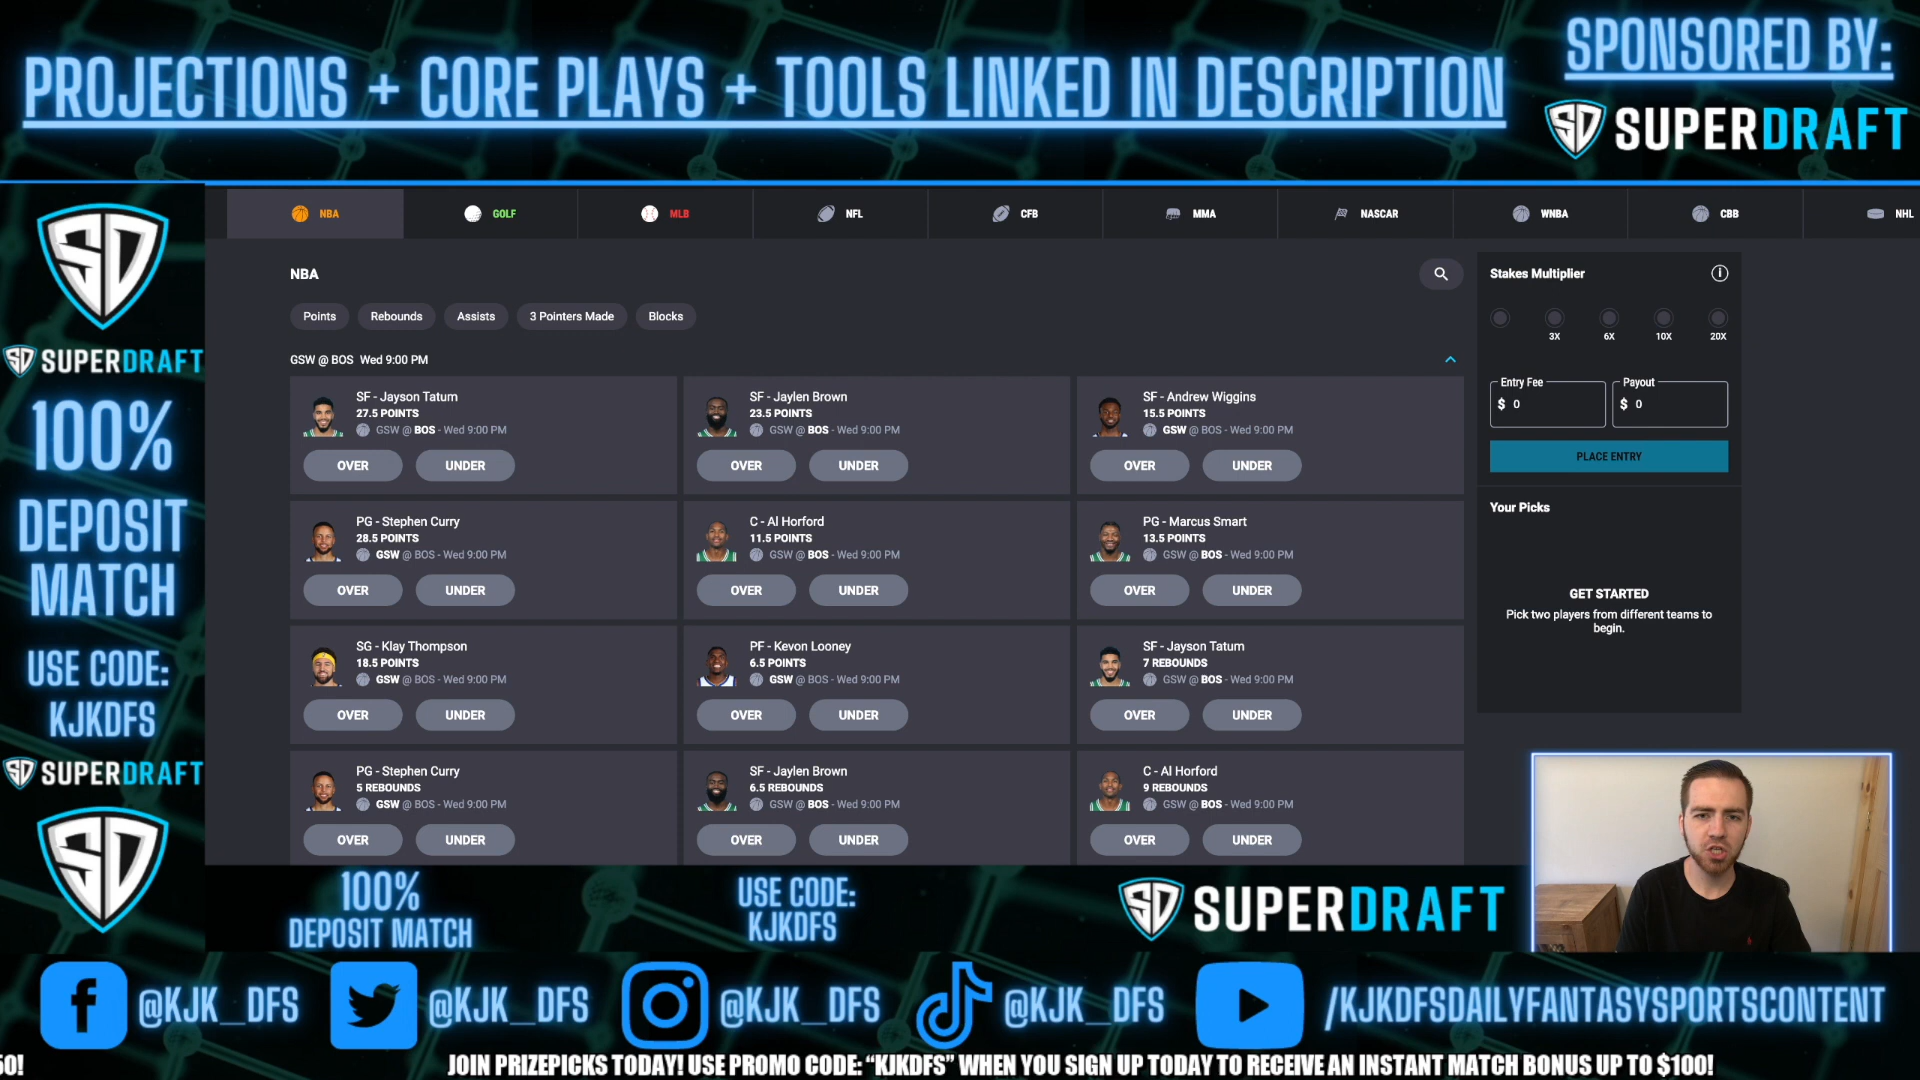 PROJECTIONS + CORE PLAYS + TOOLS LINKED IN DESCRIPTION
SPONSORED BY:
SD SUPERDRAFT
NBA GOLF MLB NFL CFB MMA NASCAR WNBA CBB NHL
SD
SD SUPERDRAFT
100%
DEPOSIT
MATCH
USE CODE:
KJKDFS
SD SUPERDRAFT
SD
NBA
Points Rebounds Assists 3 Pointers Made Blocks
GSW @ BOS Wed 9:00 PM
SF - Jayson Tatum
27.5 POINTS
GSW @ BOS - Wed 9:00 PM
OVER UNDER
SF - Jaylen Brown
23.5 POINTS
GSW @ BOS - Wed 9:00 PM
OVER UNDER
SF - Andrew Wiggins
15.5 POINTS
GSW @ BOS - Wed 9:00 PM
OVER UNDER
PG - Stephen Curry
28.5 POINTS
GSW @ BOS - Wed 9:00 PM
OVER UNDER
C - Al Horford
11.5 POINTS
GSW @ BOS - Wed 9:00 PM
OVER UNDER
PG - Marcus Smart
13.5 POINTS
GSW @ BOS - Wed 9:00 PM
OVER UNDER
SG - Klay Thompson
18.5 POINTS
GSW @ BOS - Wed 9:00 PM
OVER UNDER
PF - Kevon Looney
6.5 POINTS
GSW @ BOS - Wed 9:00 PM
OVER UNDER
SF - Jayson Tatum
7 REBOUNDS
GSW @ BOS - Wed 9:00 PM
OVER UNDER
PG - Stephen Curry
5 REBOUNDS
GSW @ BOS - Wed 9:00 PM
OVER UNDER
SF - Jaylen Brown
6.5 REBOUNDS
GSW @ BOS - Wed 9:00 PM
OVER UNDER
C - Al Horford
9 REBOUNDS
GSW @ BOS - Wed 9:00 PM
OVER UNDER
Stakes Multiplier
3X 6X 10X 20X
Entry Fee
$ 0
Payout
$ 0
PLACE ENTRY
Your Picks
GET STARTED
Pick two players from different teams to
begin.
100%
DEPOSIT MATCH
USE CODE:
KJKDFS
SD SUPERDRAFT
@KJK_DFS
@KJK_DFS
@KJK_DFS
@KJK_DFS
/KJKDFSDAILYFANTASYSPORTSCONTENT
JOIN PRIZEPICKS TODAY! USE PROMO CODE: "KJKDFS" WHEN YOU SIGN UP TODAY TO RECEIVE AN INSTANT MATCH BONUS UP TO $100!